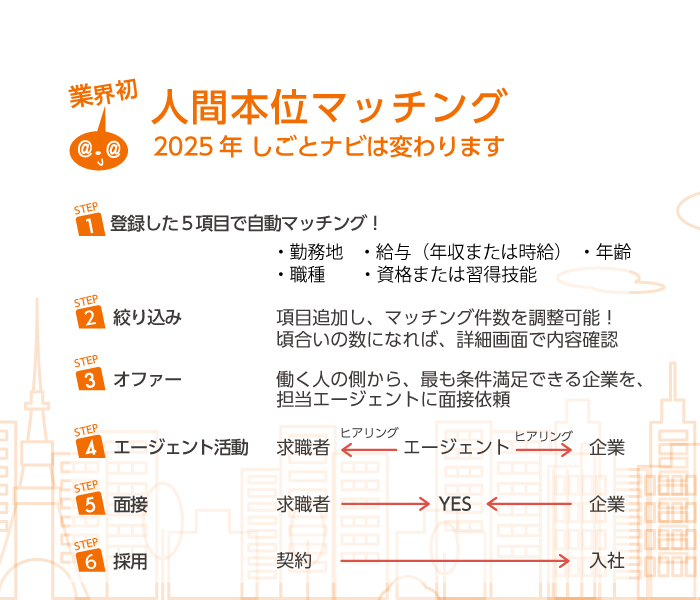 業界初
人間本位マッチング
@ @
2025年 しごとナビは変わります
STEP
1 登録した5項目で自動マッチング！
・勤務地 ・給与（年収または時給） ・年齢
・職種 ・資格または習得技能
STEP
2 絞り込み 項目追加し、マッチング件数を調整可能！
頃合いの数になれば、詳細画面で内容確認
STEP
3 オファー 働く人の側から、最も条件満足できる企業を、
担当エージェントに面接依頼
STEP
ヒアリング ヒアリング
4 エージェント活動 求職者 エージェント 企業
STEP
5 面接 求職者 YES 企業
STEP
6 採用 契約 入社